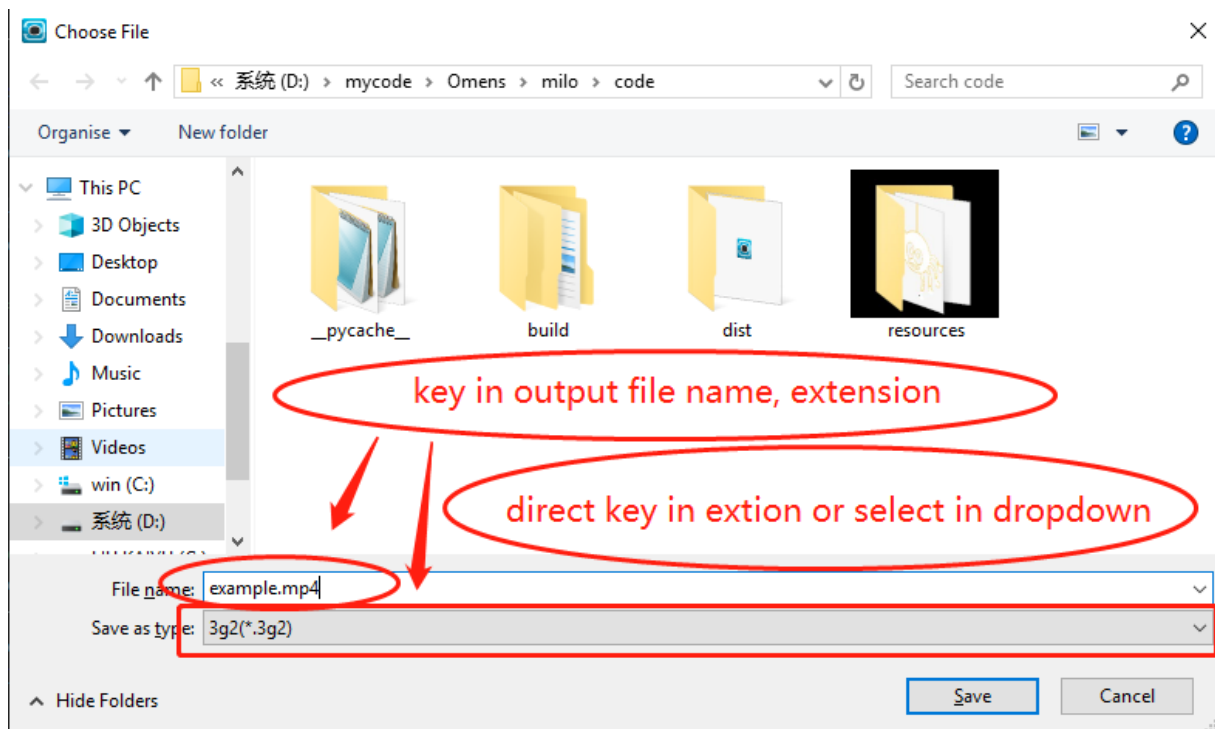 Choose File
« 系统 (D:) › mycode › Omens › milo › code
Search code
Organise
New folder
This PC
3D Objects
Desktop
Documents
Downloads
Music
Pictures
Videos
win (C:)
系统 (D:)
__pycache__
build
dist
resources
key in output file name, extension
direct key in extion or select in dropdown
File name: example.mp4
Save as type: 3g2(*.3g2)
Hide Folders
Save
Cancel